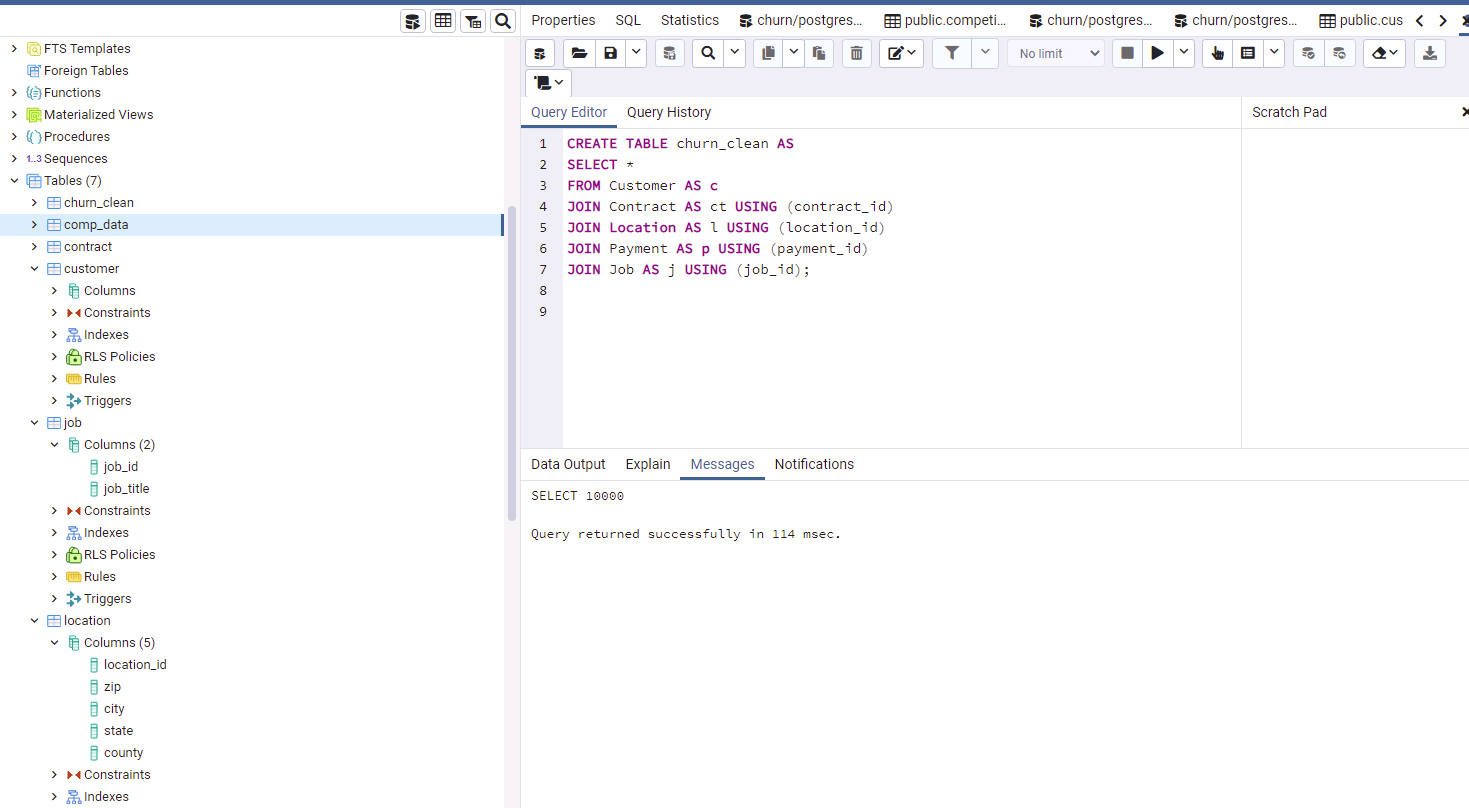 Properties SQL Statistics churn/postgres... public.competi... churn/postgres... churn/postgres... public.cus
FTS Templates
Foreign Tables
Functions
Materialized Views
Procedures
1..3 Sequences
Tables (7)
churn_clean
comp_data
contract
customer
Columns
Constraints
Indexes
RLS Policies
Rules
Triggers
job
Columns (2)
job_id
job_title
Constraints
Indexes
RLS Policies
Rules
Triggers
location
Columns (5)
location_id
zip
city
state
county
Constraints
Indexes
No limit
Query Editor Query History
Scratch Pad
1 CREATE TABLE churn_clean AS
2 SELECT *
3 FROM Customer AS c
4 JOIN Contract AS ct USING (contract_id)
5 JOIN Location AS l USING (location_id)
6 JOIN Payment AS p USING (payment_id)
7 JOIN Job AS j USING (job_id);
8
9
Data Output Explain Messages Notifications
SELECT 10000
Query returned successfully in 114 msec.